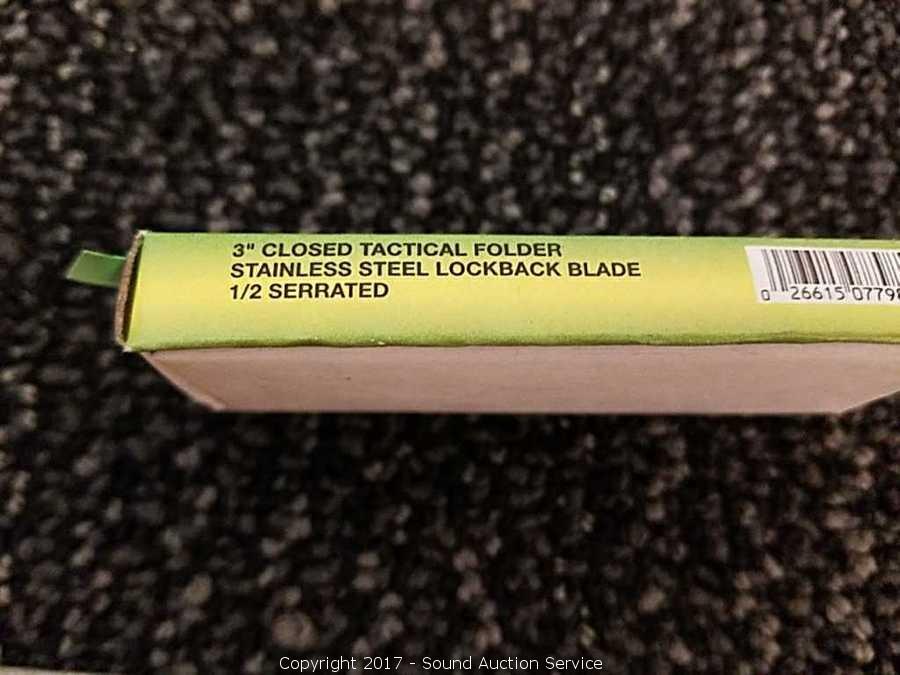 3" CLOSED TACTICAL FOLDER
STAINLESS STEEL LOCKBACK BLADE
1/2 SERRATED
0 26615 0779
Copyright 2017 - Sound Auction Service